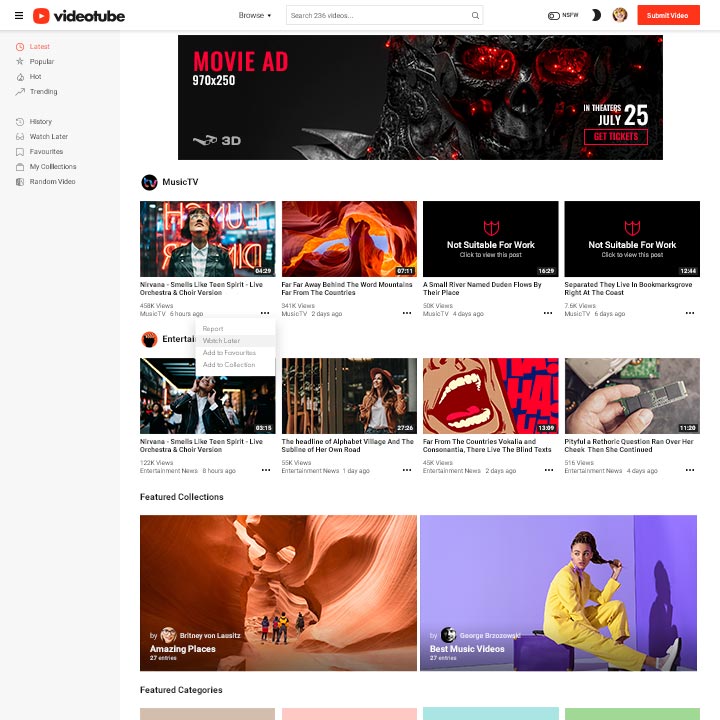 videotube
Browse
Search 236 videos...
NSFW
Submit Video
Latest
Popular
Hot
Trending
History
Watch Later
Favourites
My Colllections
Random Video
MOVIE AD
970x250
3D
IN THEATERS
JULY 25
GET TICKETS
MusicTV
04:29
07:11
Not Suitable For Work
Click to view this post
16:29
Not Suitable For Work
Click to view this post
12:44
Nirvana - Smells Like Teen Spirit - Live
Orchestra & Choir Version
458K Views
MusicTV 6 hours ago
Far Far Away Behind The Word Mountains
Far From The Countries
341K Views
MusicTV 2 days ago
A Small River Named Duden Flows By
Their Place
50K Views
MusicTV 4 days ago
Separated They Live In Bookmarksgrove
Right At The Coast
7.6K Views
MusicTV 6 days ago
Report
Watch Later
Add to Favourites
Add to Collection
03:15
27:26
HA!
13:09
11:20
Nirvana - Smells Like Teen Spirit - Live
Orchestra & Choir Version
122K Views
Entertainment News 8 hours ago
The headline of Alphabet Village And The
Subline of Her Own Road
55K Views
Entertainment News 1 day ago
Far From The Countries Vokalia and
Consonantia, There Live The Blind Texts
45K Views
Entertainment News 2 days ago
Pityful a Rethoric Question Ran Over Her
Cheek Then She Continued
516 Views
Entertainment News 4 days ago
Featured Collections
by Britney von Lausitz
Amazing Places
27 entries
by George Brzozowski
Best Music Videos
27 entries
Featured Categories